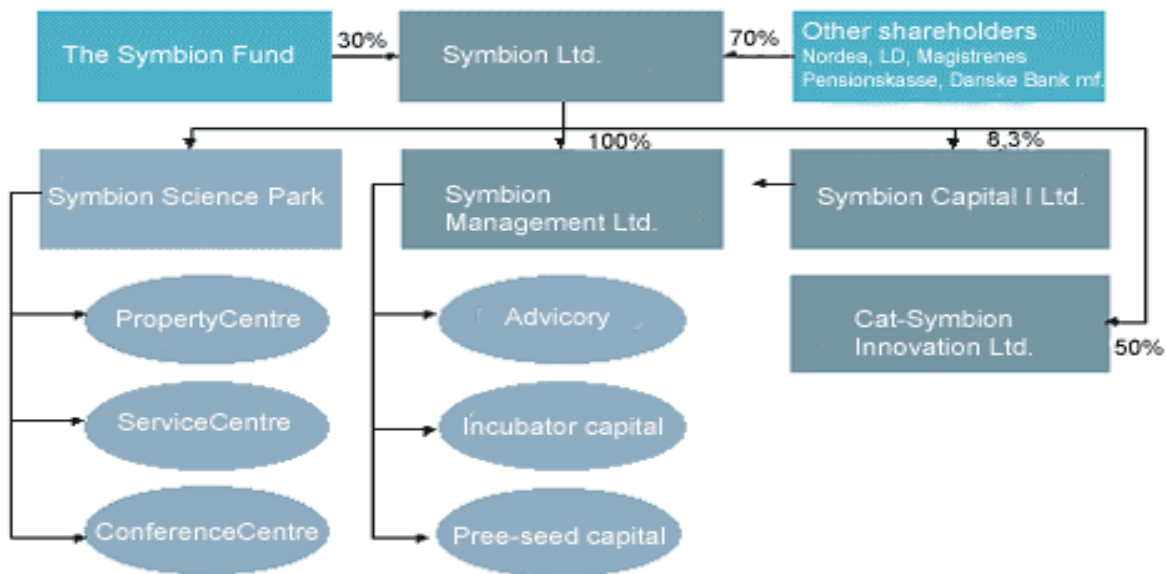 The Symbion Fund
30%
Symbion Ltd.
70%
Other shareholders
Nordea, LD, Magistrenes
Pensionskasse, Danske Bank mf.
100%
8,3%
Symbion Science Park
Symbion
Management Ltd.
Symbion Capital I Ltd.
PropertyCentre
Advicory
Cat-Symbion
Innovation Ltd.
50%
ServiceCentre
Incubator capital
ConferenceCentre
Pree-seed capital